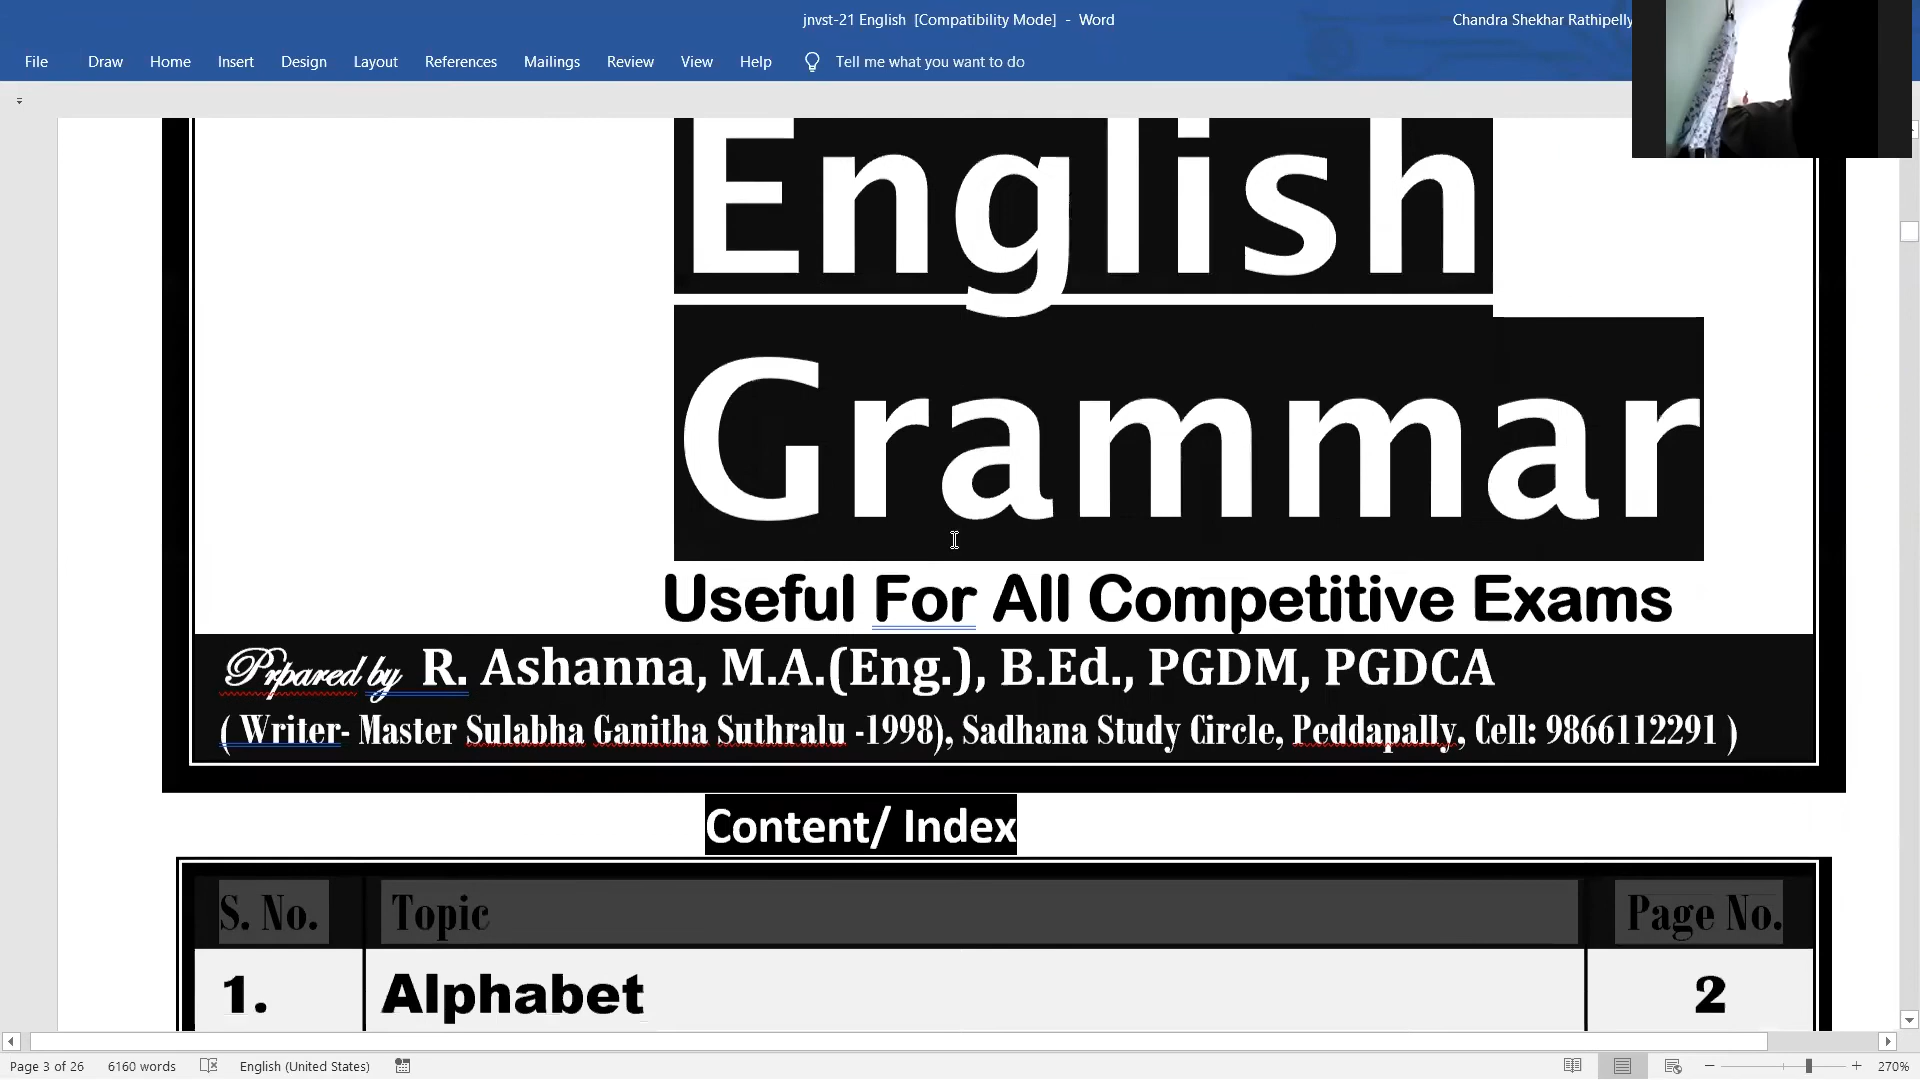 jnvst-21 English [Compatibility Mode] - Word
Chandra Shekhar Rathipelly
File Draw Home Insert Design Layout References Mailings Review View Help Tell me what you want to do
English
Grammar
Useful For All Competitive Exams
Prpared by R. Ashanna, M.A.(Eng.), B.Ed., PGDM, PGDCA
( Writer- Master Sulabha Ganitha Suthralu -1998), Sadhana Study Circle, Peddapally, Cell: 9866112291 )
Content/ Index
S. No. Topic Page No.
1. Alphabet 2
Page 3 of 26 6160 words English (United States) 270%